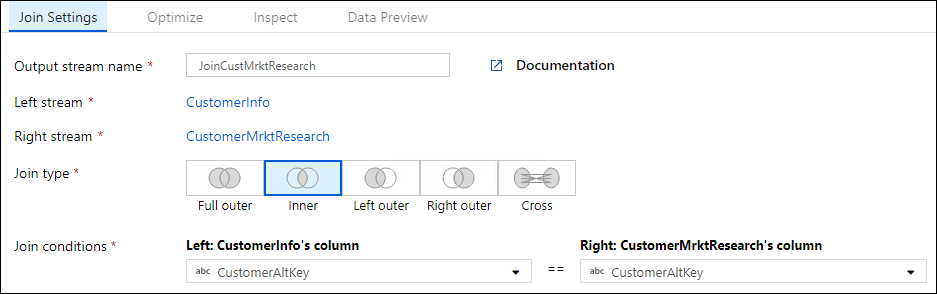 Join Settings Optimize Inspect Data Preview
Output stream name * JoinCustMrktResearch Documentation
Left stream * CustomerInfo
Right stream * CustomerMrktResearch
Join type *
Full outer Inner Left outer Right outer Cross
Join conditions * Left: CustomerInfo's column Right: CustomerMrktResearch's column
abc CustomerAltKey == abc CustomerAltKey